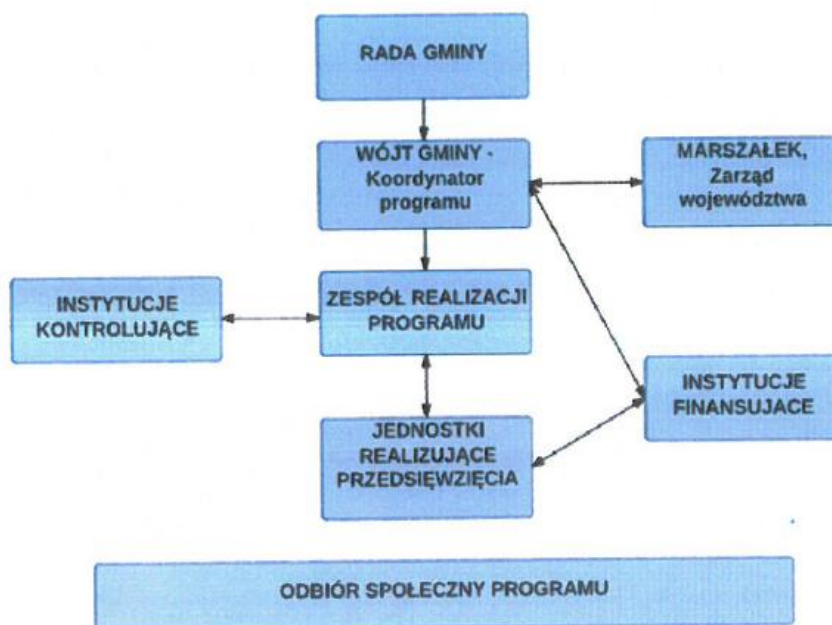 RADA GMINY
WÓJT GMINY -
Koordynator
programu
MARSZAŁEK,
Zarząd
województwa
INSTYTUCJE
KONTROLUJĄCE
ZESPÓŁ REALIZACJI
PROGRAMU
INSTYTUCJE
FINANSUJACE
JEDNOSTKI
REALIZUJĄCE
PRZEDSIĘWZIĘCIA
ODBIÓR SPOŁECZNY PROGRAMU